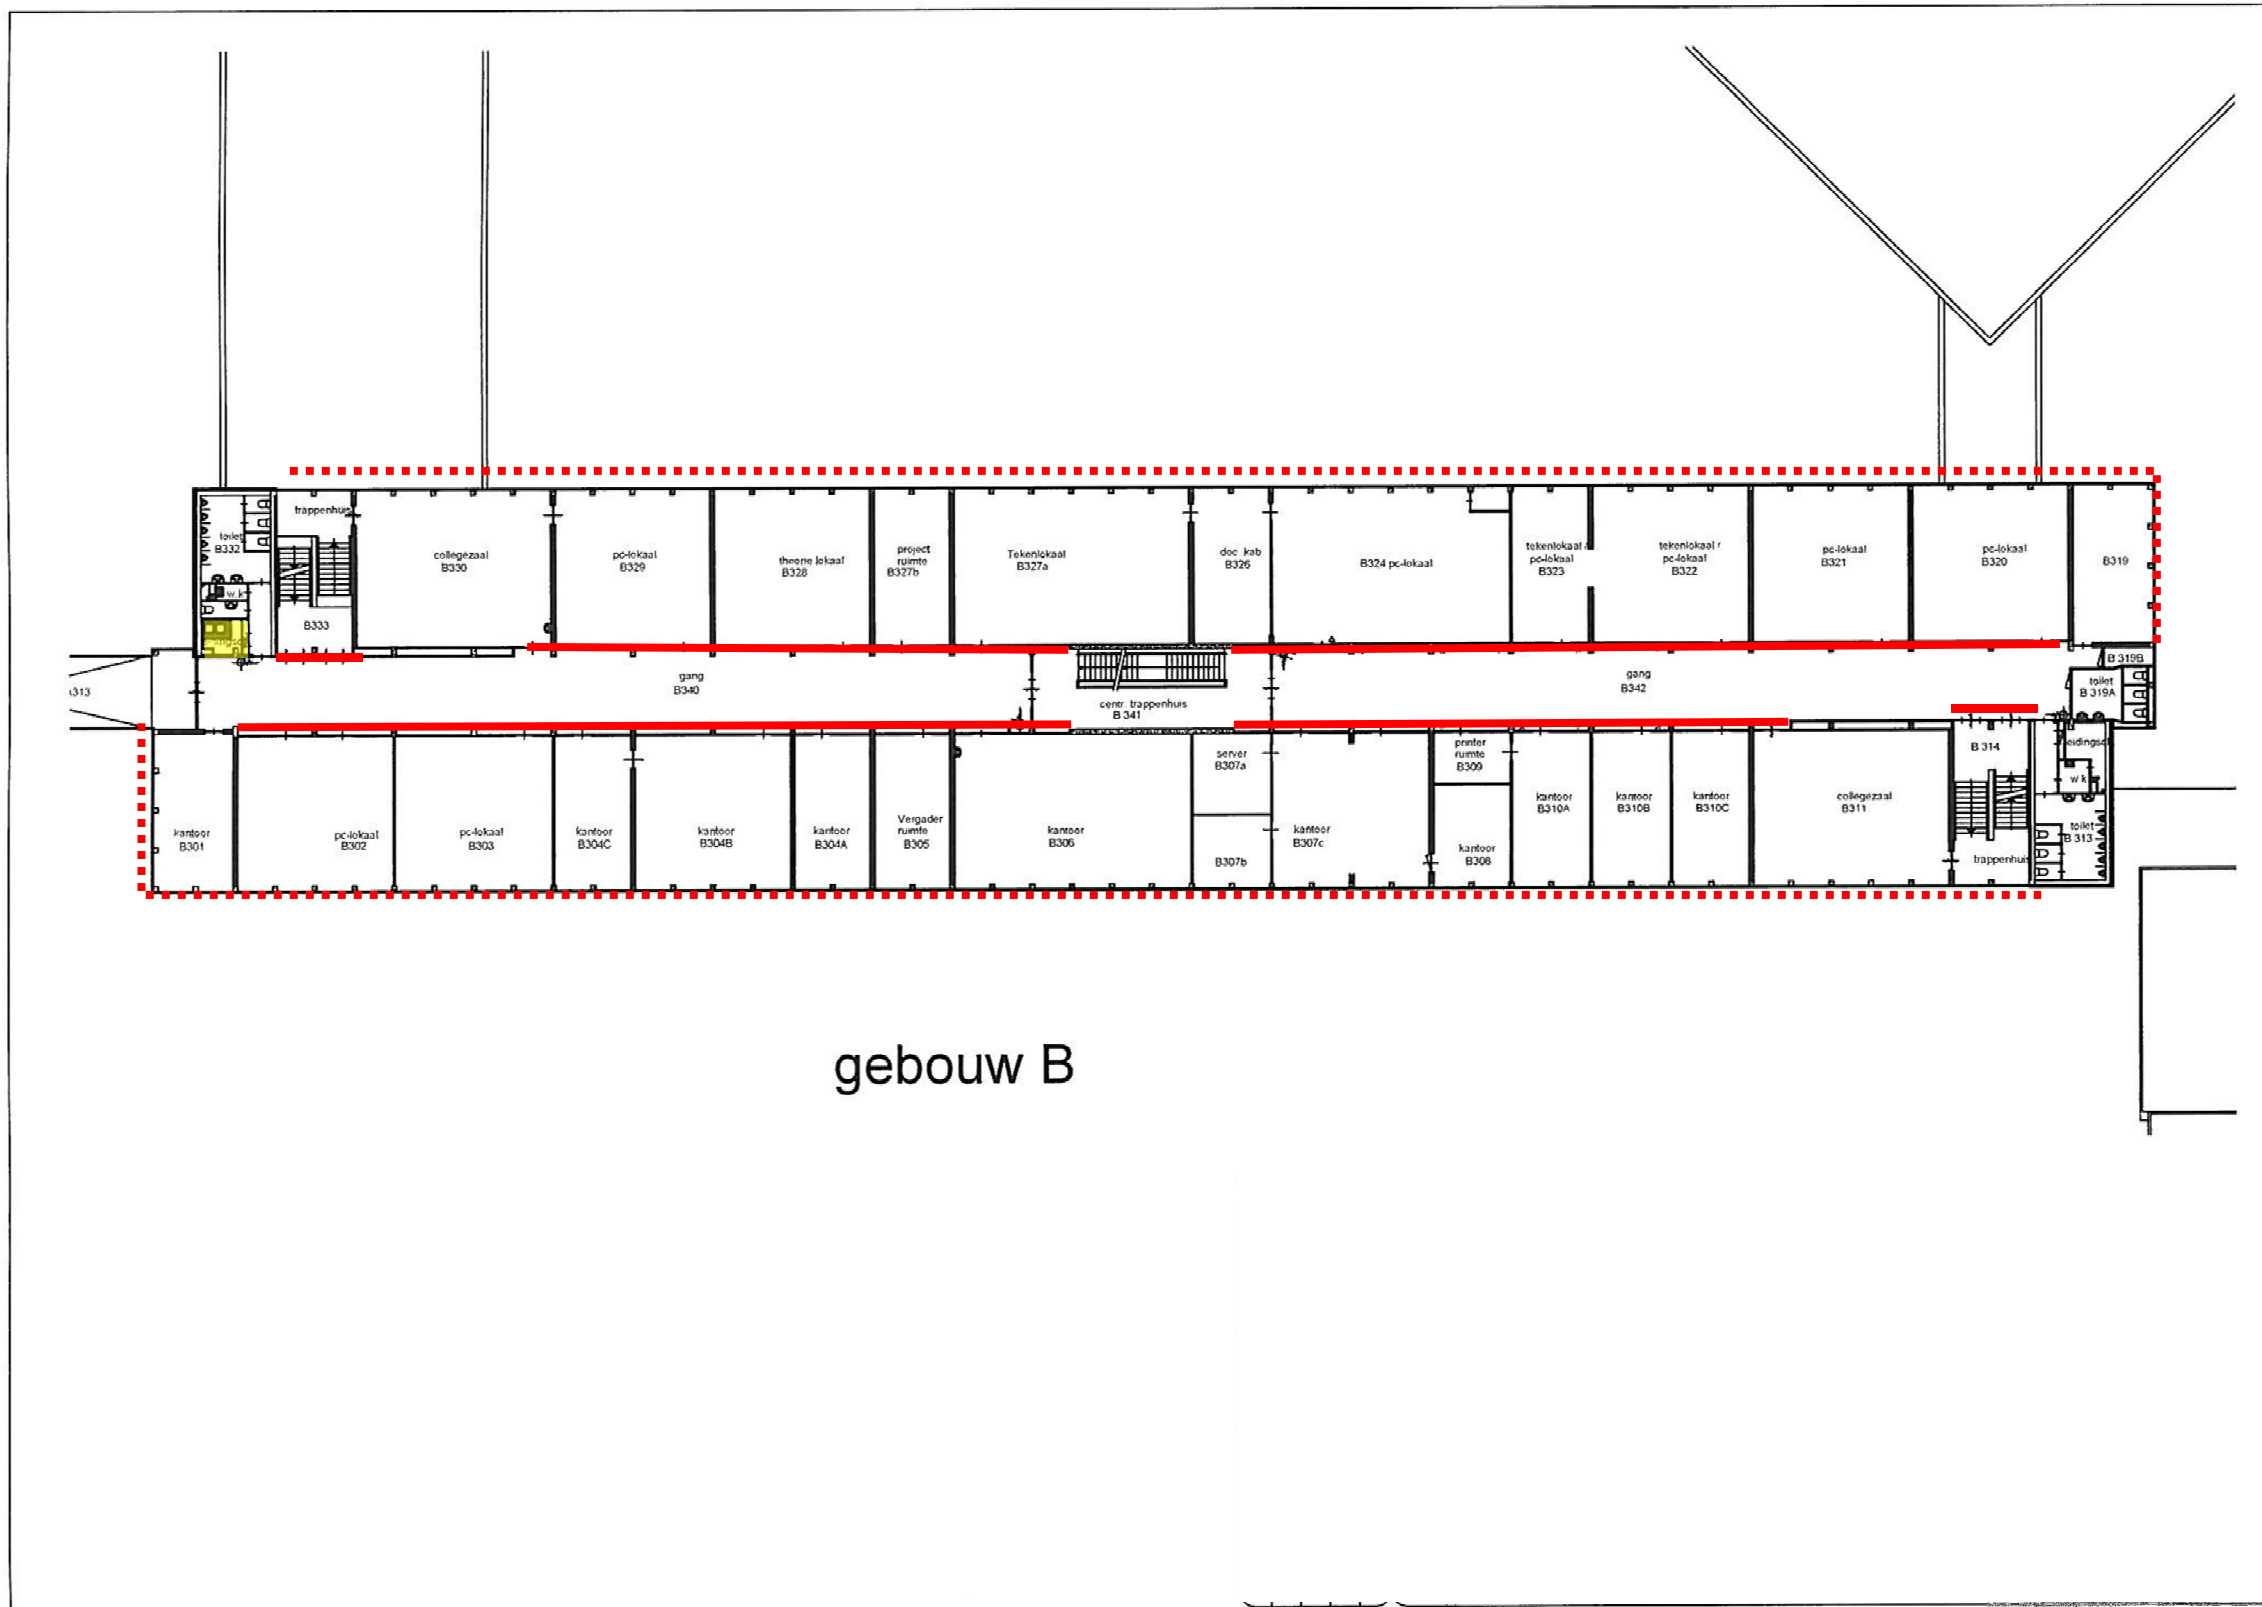 trappenhuis
toilet
B332
w.k
B333
collegezaal
B330
pc-lokaal
B329
theorie lokaal
B328
project
ruimte
B327b
Tekenlokaal
B327a
doc. kab
B326
B324 pc-lokaal
tekenlokaal /
pc-lokaal
B323
tekenlokaal /
pc-lokaal
B322
pc-lokaal
B321
pc-lokaal
B320
B319
B 319B
toilet
B 319A
gang
B340
centr. trappenhuis
B 341
gang
B342
kantoor
B301
pc-lokaal
B302
pc-lokaal
B303
kantoor
B304C
kantoor
B304B
kantoor
B304A
Vergader
ruimte
B305
kantoor
B306
server
B307a
B307b
kantoor
B307c
printer
ruimte
B309
kantoor
B308
kantoor
B310A
kantoor
B310B
kantoor
B310C
collegezaal
B311
B 314
trappenhuis
w.k
toilet
B 313
gebouw B